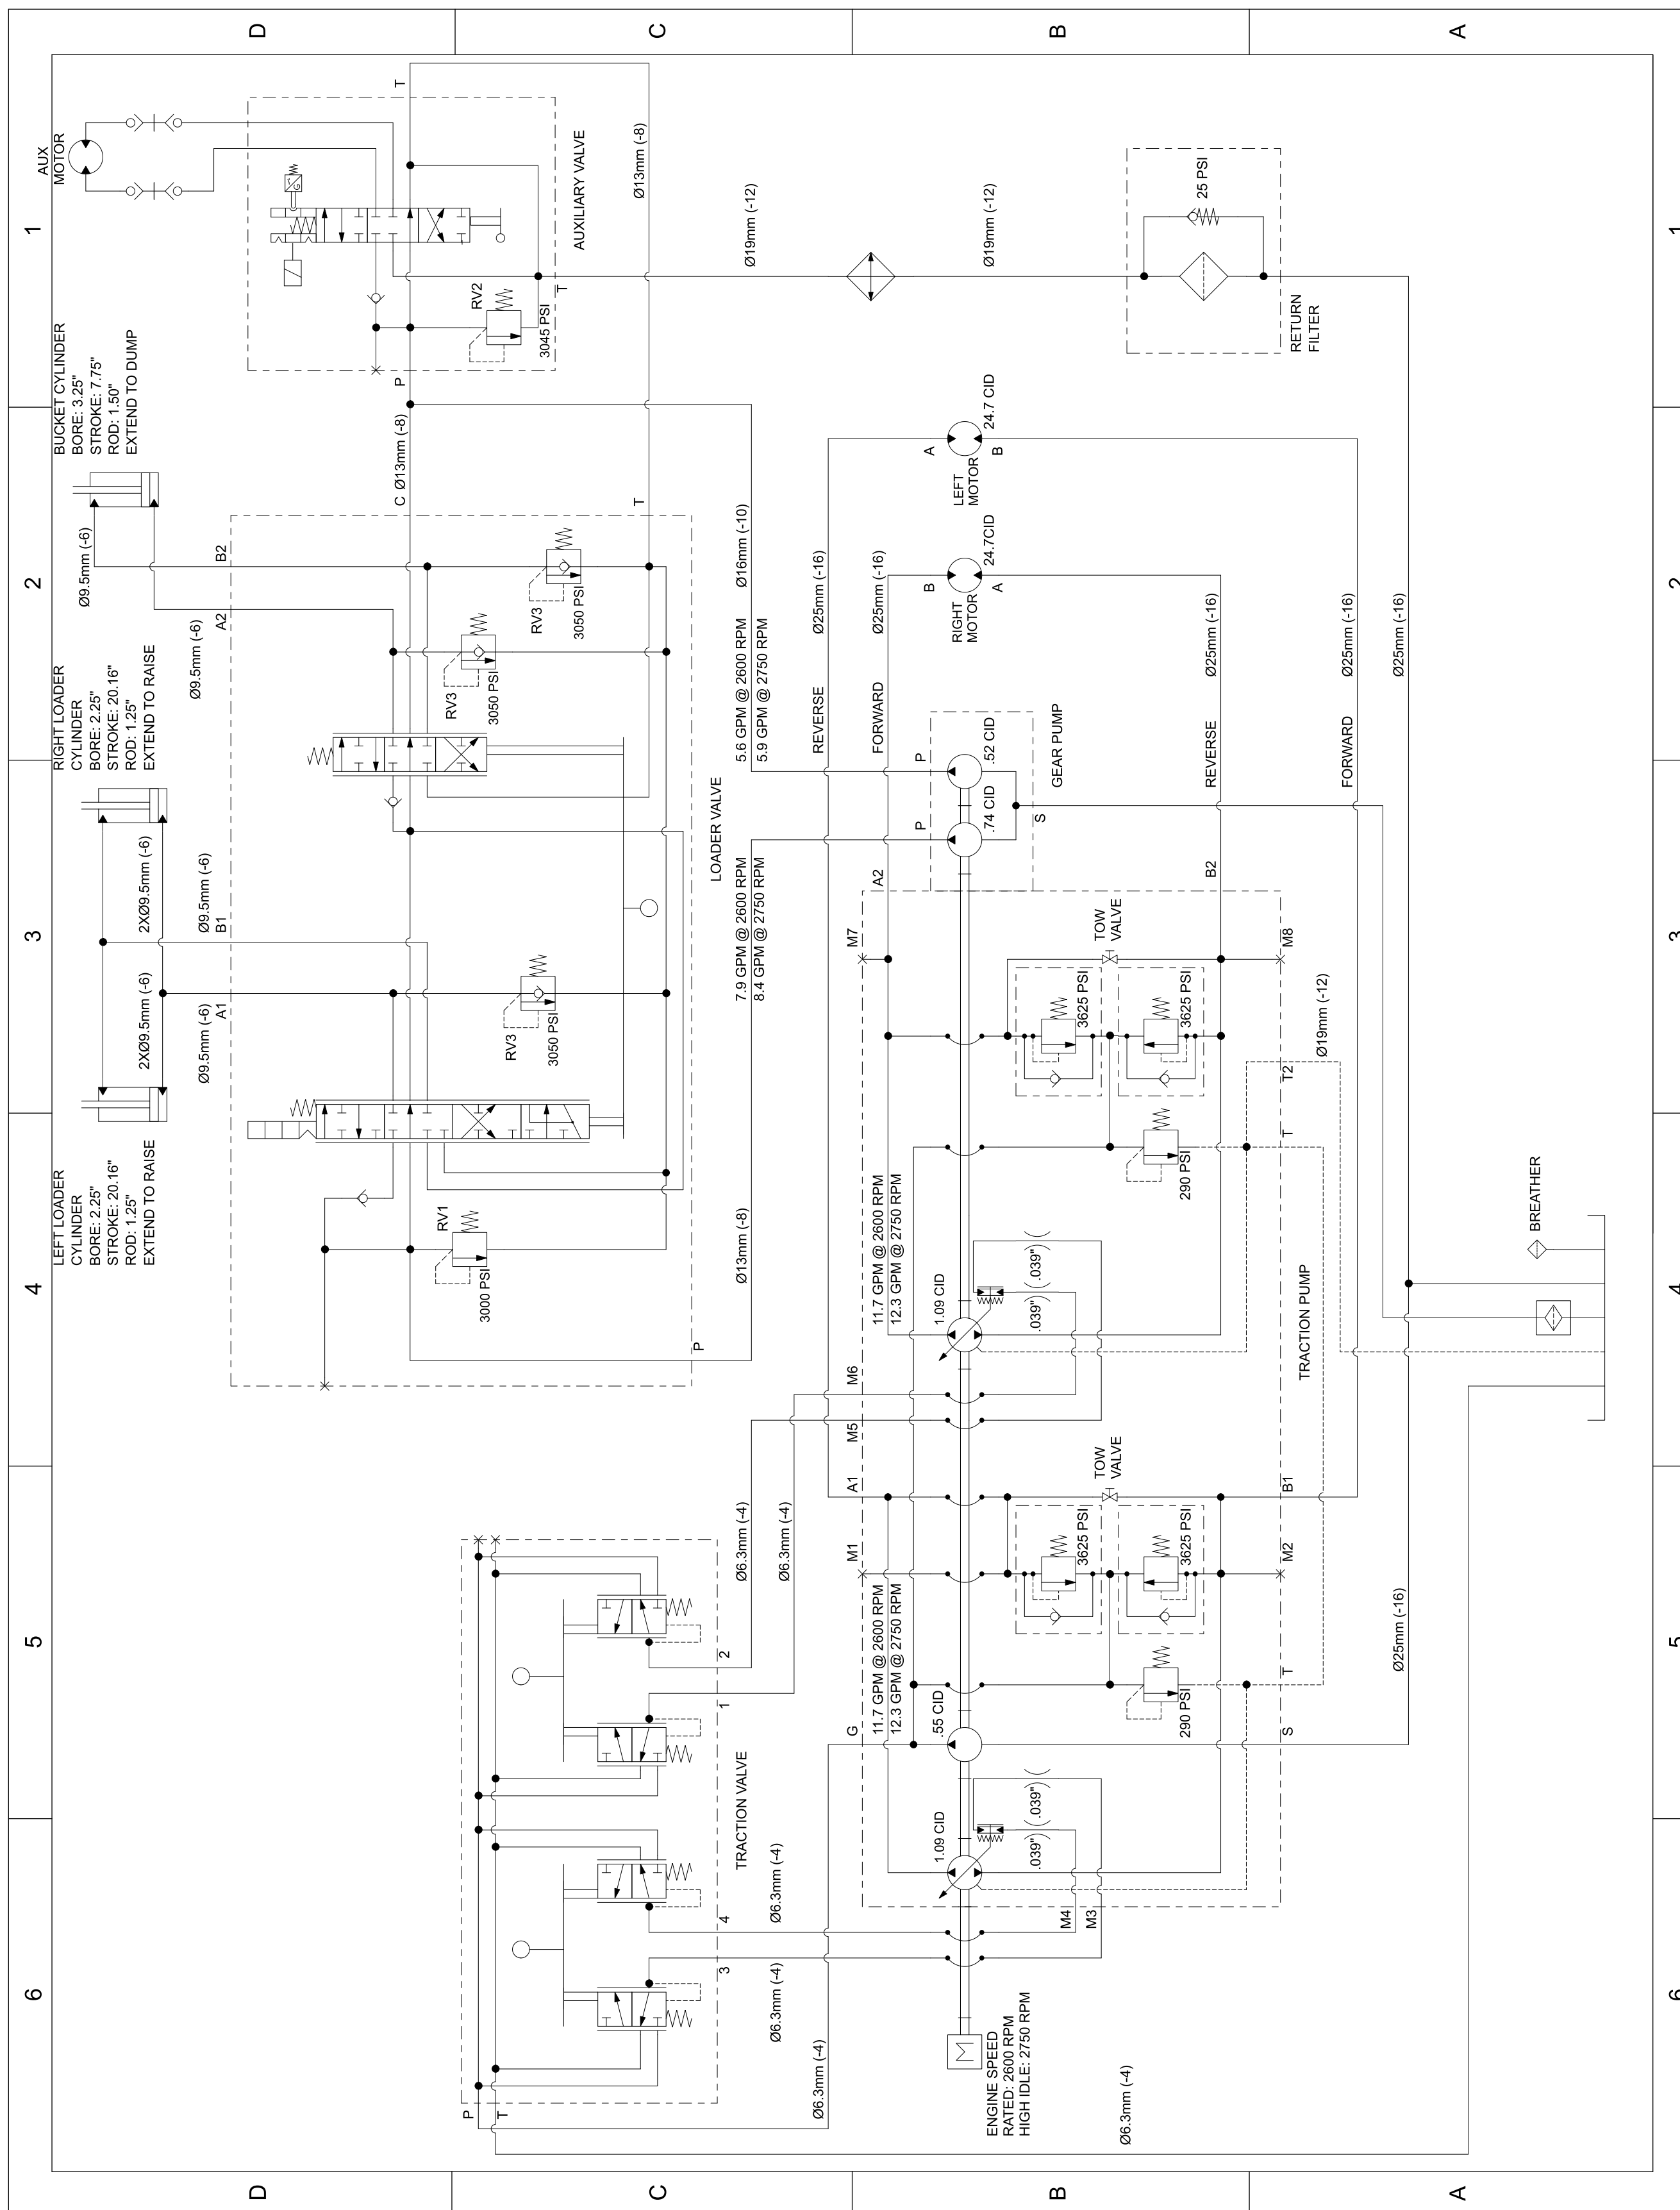 D
C
B
A
1
2
3
4
5
6
1
2
3
4
5
6
D
C
B
A
AUX
MOTOR
T
AUXILIARY VALVE
RV2
3045 PSI
T
P
Ø13mm (-8)
Ø19mm (-12)
Ø19mm (-12)
25 PSI
RETURN
FILTER
BUCKET CYLINDER
BORE: 3.25"
STROKE: 7.75"
ROD: 1.50"
EXTEND TO DUMP
Ø9.5mm (-6)
C
Ø13mm (-8)
T
B2
A2
Ø9.5mm (-6)
RV3
3050 PSI
RV3
3050 PSI
RIGHT LOADER
CYLINDER
BORE: 2.25"
STROKE: 20.16"
ROD: 1.25"
EXTEND TO RAISE
2XØ9.5mm (-6)
Ø9.5mm (-6)
B1
2XØ9.5mm (-6)
Ø9.5mm (-6)
A1
RV3
3050 PSI
LOADER VALVE
LEFT LOADER
CYLINDER
BORE: 2.25"
STROKE: 20.16"
ROD: 1.25"
EXTEND TO RAISE
RV1
3000 PSI
P
Ø13mm (-8)
5.6 GPM @ 2600 RPM
5.9 GPM @ 2750 RPM
Ø16mm (-10)
7.9 GPM @ 2600 RPM
8.4 GPM @ 2750 RPM
REVERSE
Ø25mm (-16)
FORWARD
Ø25mm (-16)
A
LEFT
MOTOR
B
24.7 CID
B
RIGHT
MOTOR
A
24.7CID
Ø25mm (-16)
Ø25mm (-16)
Ø25mm (-16)
P
.52 CID
P
.74 CID
S
GEAR PUMP
REVERSE
FORWARD
A2
B2
M7
TOW
VALVE
M8
3625 PSI
3625 PSI
290 PSI
T2
T
Ø19mm (-12)
11.7 GPM @ 2600 RPM
12.3 GPM @ 2750 RPM
1.09 CID
.039"
.039"
M6
M5
TRACTION PUMP
BREATHER
A1
TOW
VALVE
B1
M1
M2
3625 PSI
3625 PSI
290 PSI
T
S
G
11.7 GPM @ 2600 RPM
12.3 GPM @ 2750 RPM
.55 CID
1.09 CID
.039"
.039"
M4
M3
Ø25mm (-16)
Ø6.3mm (-4)
Ø6.3mm (-4)
2
1
TRACTION VALVE
4
3
Ø6.3mm (-4)
Ø6.3mm (-4)
P
T
Ø6.3mm (-4)
M
ENGINE SPEED
RATED: 2600 RPM
HIGH IDLE: 2750 RPM
Ø6.3mm (-4)